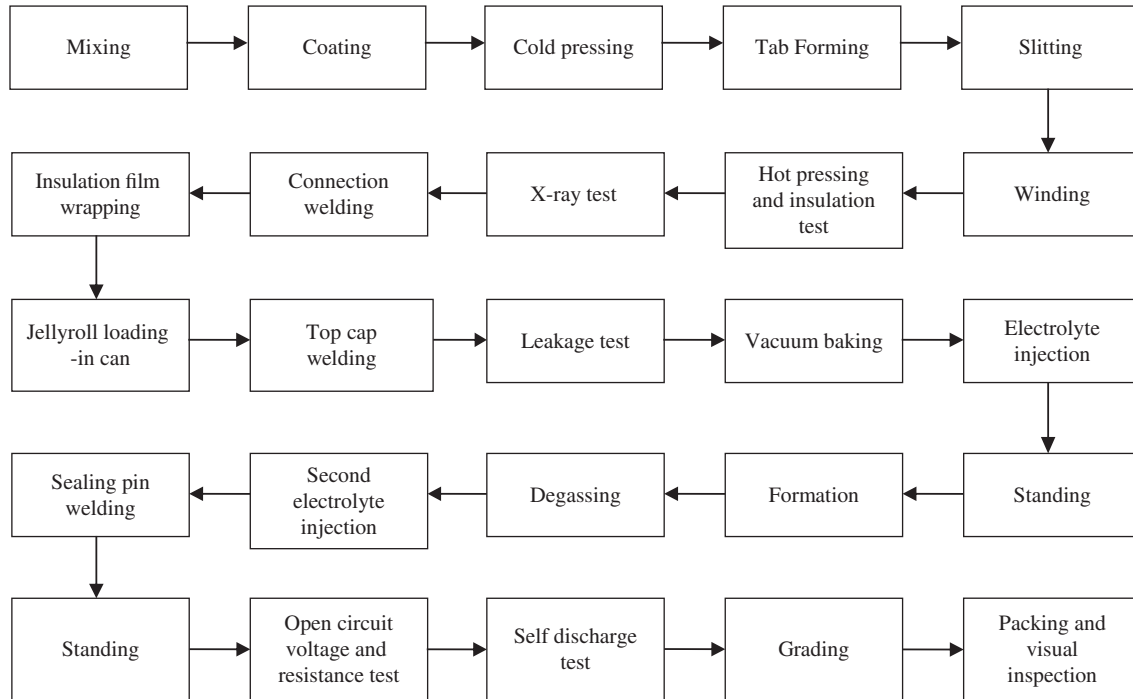 Mixing
Coating
Cold pressing
Tab Forming
Slitting
Winding
Hot pressing
and insulation
test
X-ray test
Connection
welding
Insulation film
wrapping
Jellyroll loading
-in can
Top cap
welding
Leakage test
Vacuum baking
Electrolyte
injection
Standing
Formation
Degassing
Second
electrolyte
injection
Sealing pin
welding
Standing
Open circuit
voltage and
resistance test
Self discharge
test
Grading
Packing and
visual
inspection